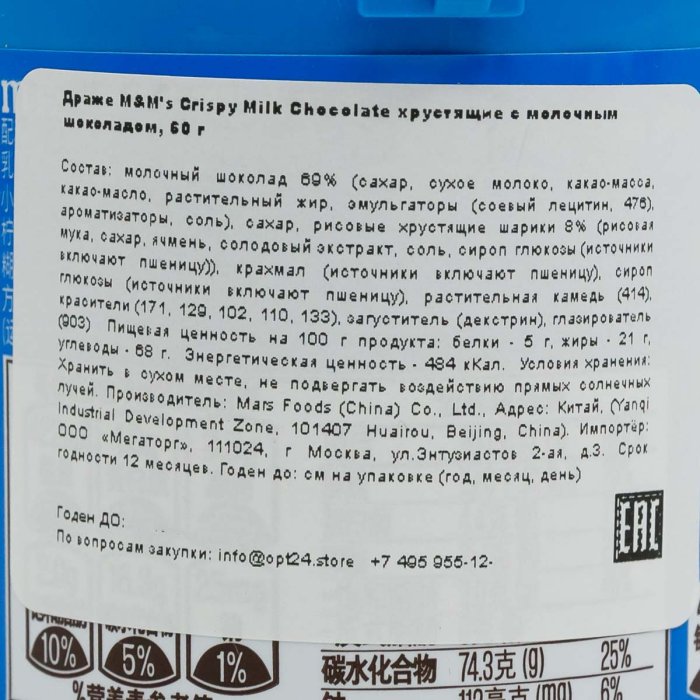 Драже M&M's Crispy Milk Chocolate хрустящие с молочным
шоколадом, 60 г
Состав: молочный шоколад 69% (сахар, сухое молоко, какао-масса,
какао-масло, растительный жир, эмульгаторы (соевый лецитин, 476),
ароматизаторы, соль), сахар, рисовые хрустящие шарики 8% (рисовая
мука, сахар, ячмень, солодовый экстракт, соль, сироп глюкозы (источники
включают пшеницу)), крахмал (источники включают пшеницу), сироп
глюкозы (источники включают пшеницу), растительная камедь (414),
красители (171, 129, 102, 110, 133), загуститель (декстрин), глазирователь
(903) Пищевая ценность на 100 г продукта: белки - 5 г, жиры - 21 г,
углеводы - 68 г. Энергетическая ценность - 484 кКал. Условия хранения:
Хранить в сухом месте, не подвергать воздействию прямых солнечных
лучей. Производитель: Mars Foods (China) Co., Ltd., Адрес: Китай, (Yanqi
Industrial Development Zone, 101407 Huairou, Beijing, China). Импортёр:
ООО «Мегаторг», 111024, г Москва, ул.Энтузиастов 2-ая, д.3. Срок
годности 12 месяцев. Годен до: см на упаковке (год, месяц, день)
Годен ДО:
По вопросам закупки: info@opt24.store +7 495 955-12-
EAC
10% 5% 1%
碳水化合物 74.3克 (g) 25%
钠 110毫克 (mg) 6%